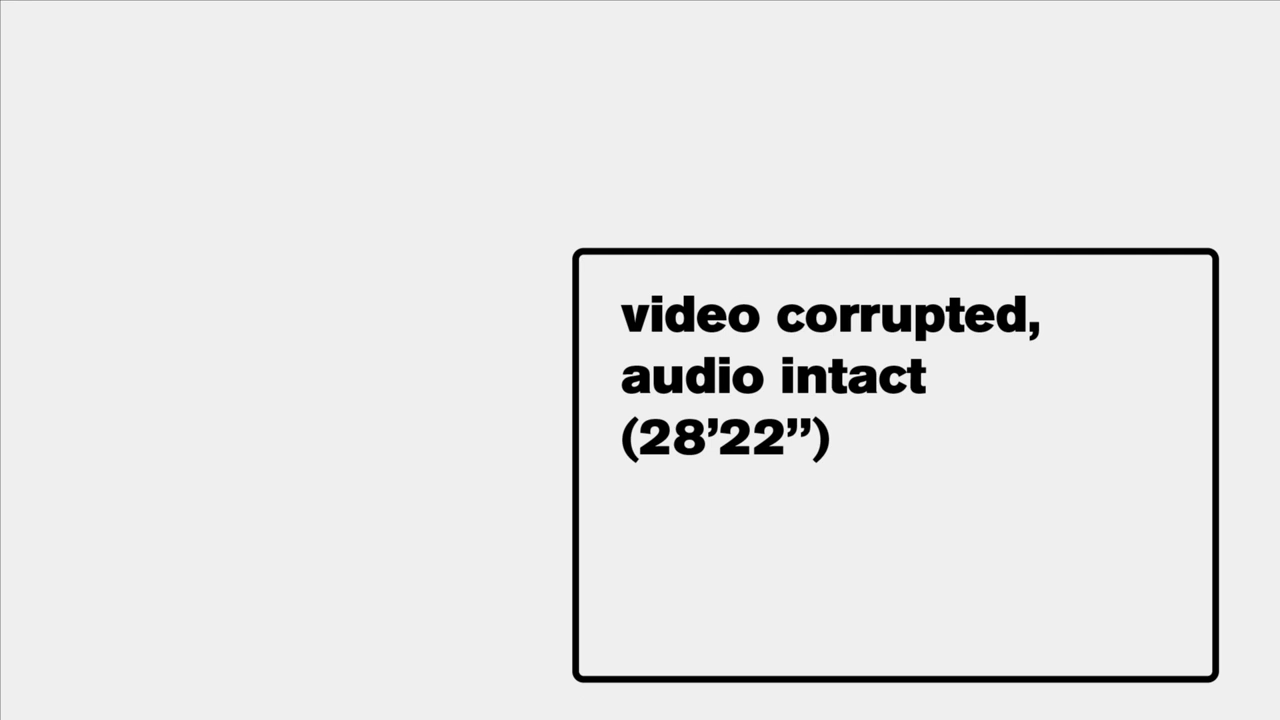 video corrupted,
audio intact
(28’22”)